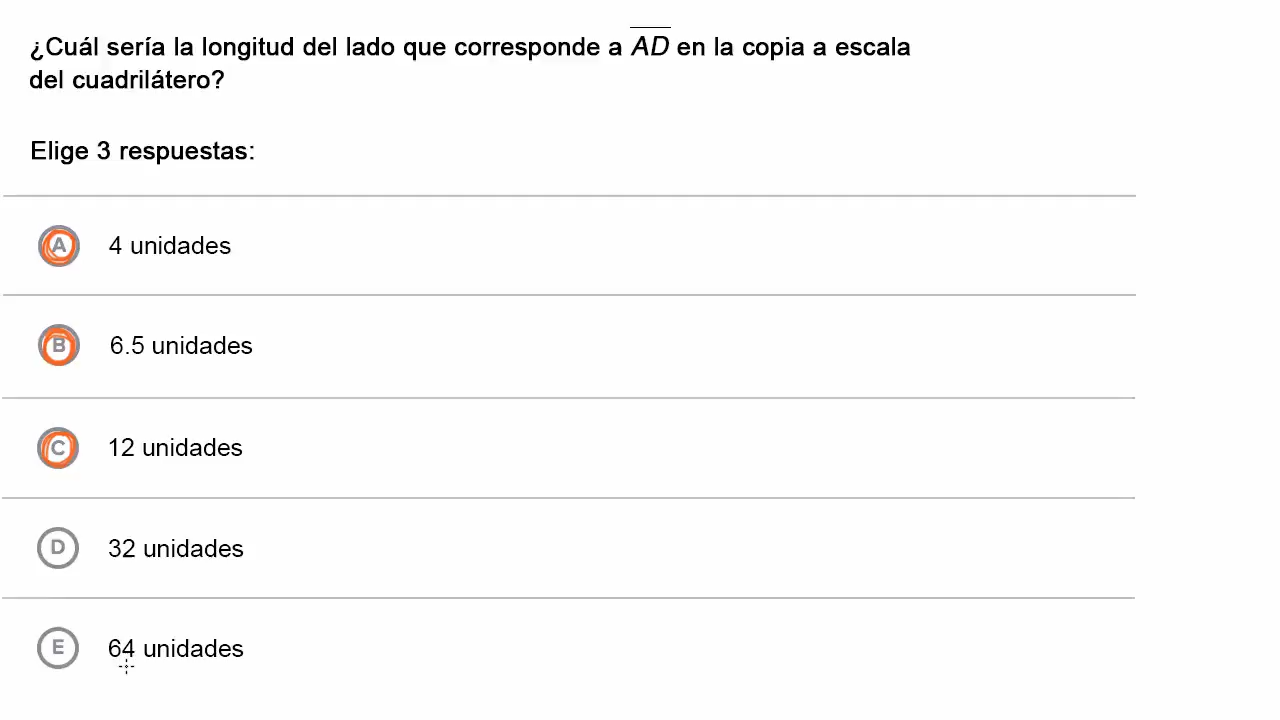 ¿Cuál sería la longitud del lado que corresponde a AD en la copia a escala
del cuadrilátero?
Elige 3 respuestas:
A 4 unidades
B 6.5 unidades
C 12 unidades
D 32 unidades
E 64 unidades